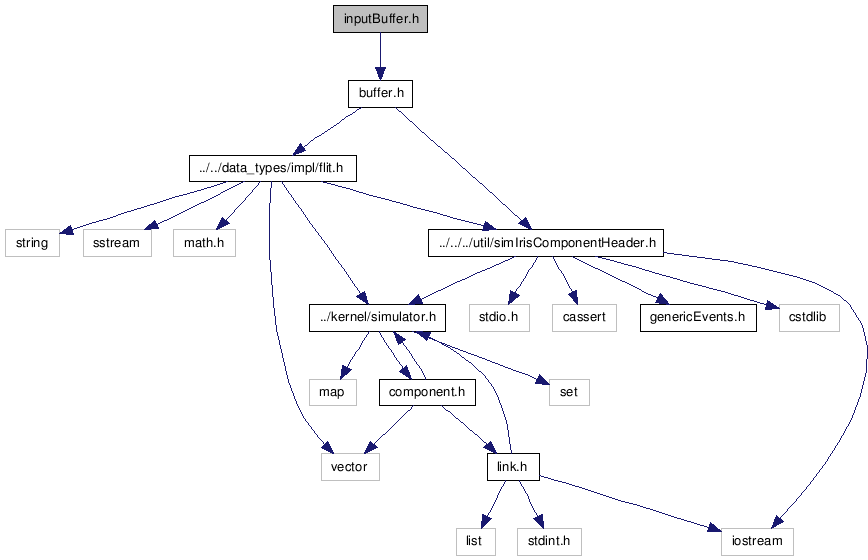 inputBuffer.h
buffer.h
../../data_types/impl/flit.h
string
sstream
math.h
../../../util/simIrisComponentHeader.h
../kernel/simulator.h
stdio.h
cassert
genericEvents.h
cstdlib
map
component.h
set
vector
link.h
list
stdint.h
iostream